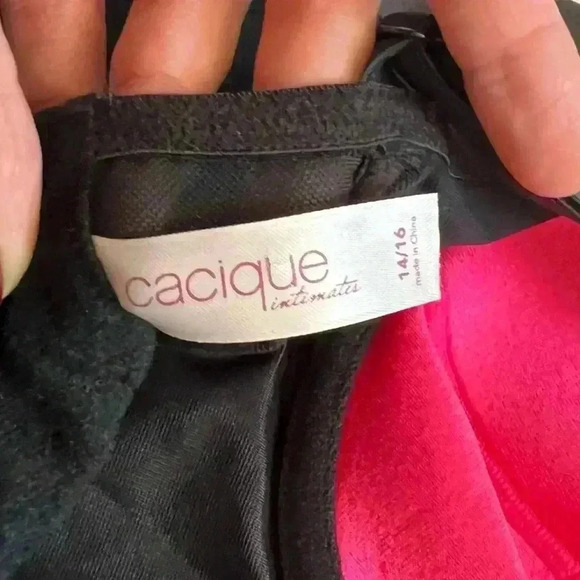 cacique
intimates
14/16
made in China